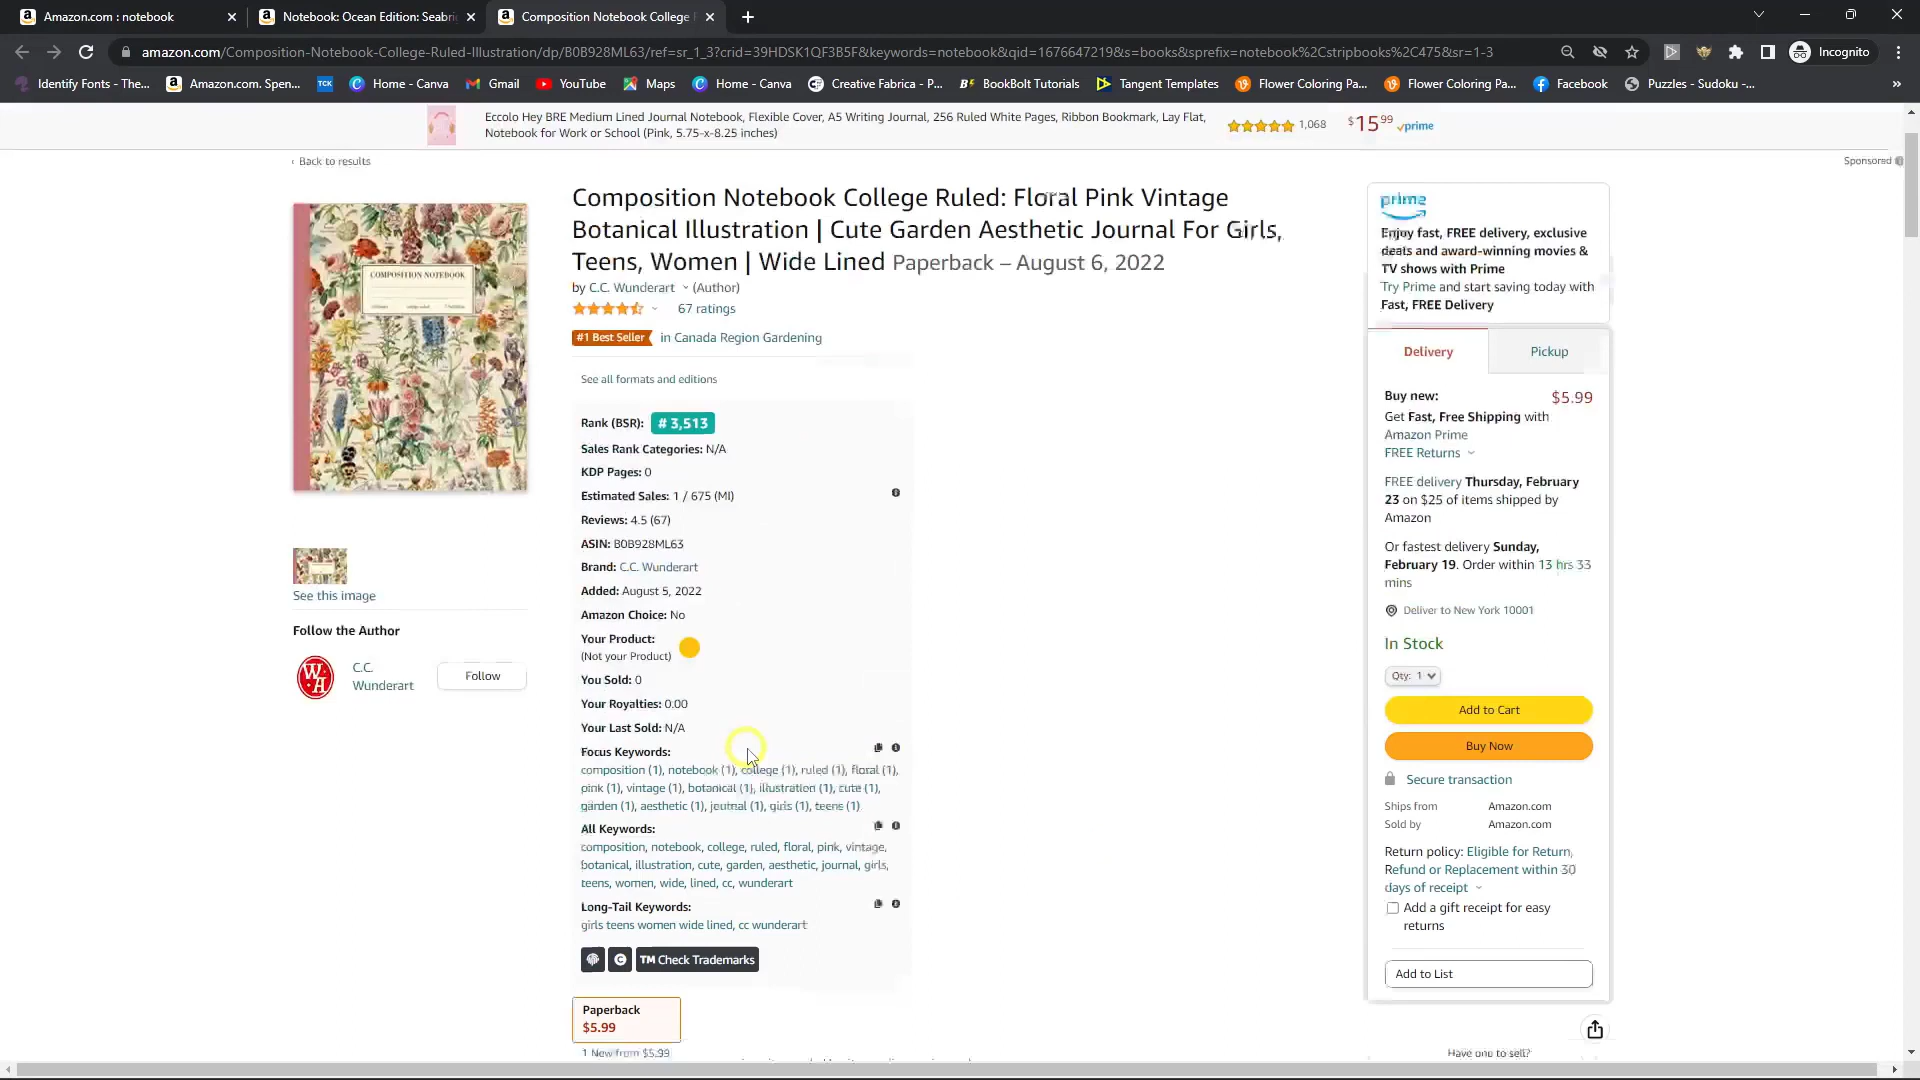 Amazon.com : notebook
Notebook: Ocean Edition: Seabri
Composition Notebook College R
amazon.com/Composition-Notebook-College-Ruled-Illustration/dp/B0B928ML63/ref=sr_1_3?crid=39HDSK1QF3B5F&keywords=notebook&qid=1676647219&s=books&sprefix=notebook%2Cstripbooks%2C475&sr=1-3
Incognito
Identify Fonts - The...
Amazon.com. Spen...
TCK
Home - Canva
Gmail
YouTube
Maps
Home - Canva
Creative Fabrica - P...
BookBolt Tutorials
Tangent Templates
Flower Coloring Pa...
Flower Coloring Pa...
Facebook
Puzzles - Sudoku -...
Eccolo Hey BRE Medium Lined Journal Notebook, Flexible Cover, A5 Writing Journal, 256 Ruled White Pages, Ribbon Bookmark, Lay Flat,
Notebook for Work or School (Pink, 5.75-x-8.25 inches)
1,068
$15 99 prime
‹ Back to results
Sponsored
Composition Notebook College Ruled: Floral Pink Vintage
Botanical Illustration | Cute Garden Aesthetic Journal For Girls,
Teens, Women | Wide Lined Paperback – August 6, 2022
by C.C. Wunderart (Author)
67 ratings
#1 Best Seller in Canada Region Gardening
See all formats and editions
COMPOSITION NOTEBOOK
See this image
Follow the Author
C.C.
Wunderart
Follow
Rank (BSR): # 3,513
Sales Rank Categories: N/A
KDP Pages: 0
Estimated Sales: 1 / 675 (MI)
Reviews: 4.5 (67)
ASIN: B0B928ML63
Brand: C.C. Wunderart
Added: August 5, 2022
Amazon Choice: No
Your Product:
(Not your Product)
You Sold: 0
Your Royalties: 0.00
Your Last Sold: N/A
Focus Keywords:
composition (1), notebook (1), college (1), ruled (1), floral (1),
pink (1), vintage (1), botanical (1), illustration (1), cute (1),
garden (1), aesthetic (1), journal (1), girls (1), teens (1)
All Keywords:
composition, notebook, college, ruled, floral, pink, vintage,
botanical, illustration, cute, garden, aesthetic, journal, girls,
teens, women, wide, lined, cc, wunderart
Long-Tail Keywords:
girls teens women wide lined, cc wunderart
TM Check Trademarks
Paperback
$5.99
1 New from $5.99
prime
Enjoy fast, FREE delivery, exclusive
deals and award-winning movies &
TV shows with Prime
Try Prime and start saving today with
Fast, FREE Delivery
Delivery
Pickup
Buy new: $5.99
Get Fast, Free Shipping with
Amazon Prime
FREE Returns
FREE delivery Thursday, February
23 on $25 of items shipped by
Amazon
Or fastest delivery Sunday,
February 19. Order within 13 hrs 33
mins
Deliver to New York 10001
In Stock
Qty: 1
Add to Cart
Buy Now
Secure transaction
Ships from Amazon.com
Sold by Amazon.com
Return policy: Eligible for Return,
Refund or Replacement within 30
days of receipt
Add a gift receipt for easy
returns
Add to List
Have one to sell?